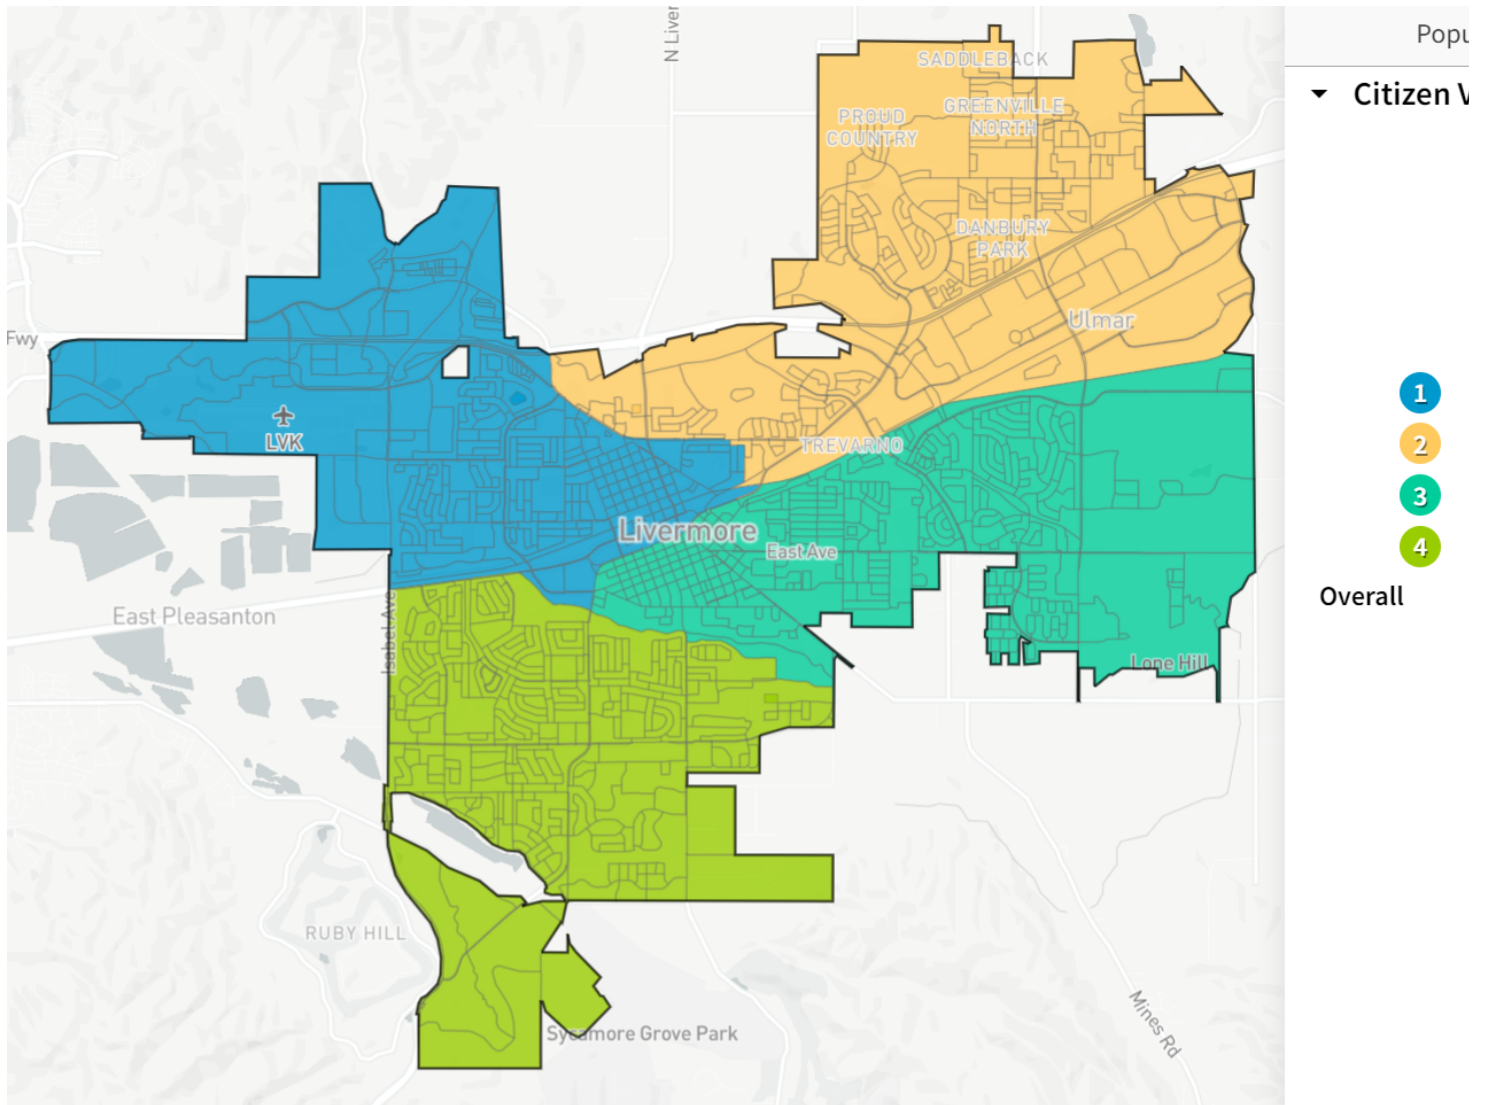 N Liver
Popu
SADDLEBACK
Citizen V
PROUD
COUNTRY
GREENVILLE
NORTH
DANBURY
PARK
Ulmar
Fwy
1
LVK
TREVARNO
2
3
Livermore
East Ave
4
Overall
East Pleasanton
Isabel Ave
Lone Hill
RUBY HILL
Sycamore Grove Park
Mines Rd